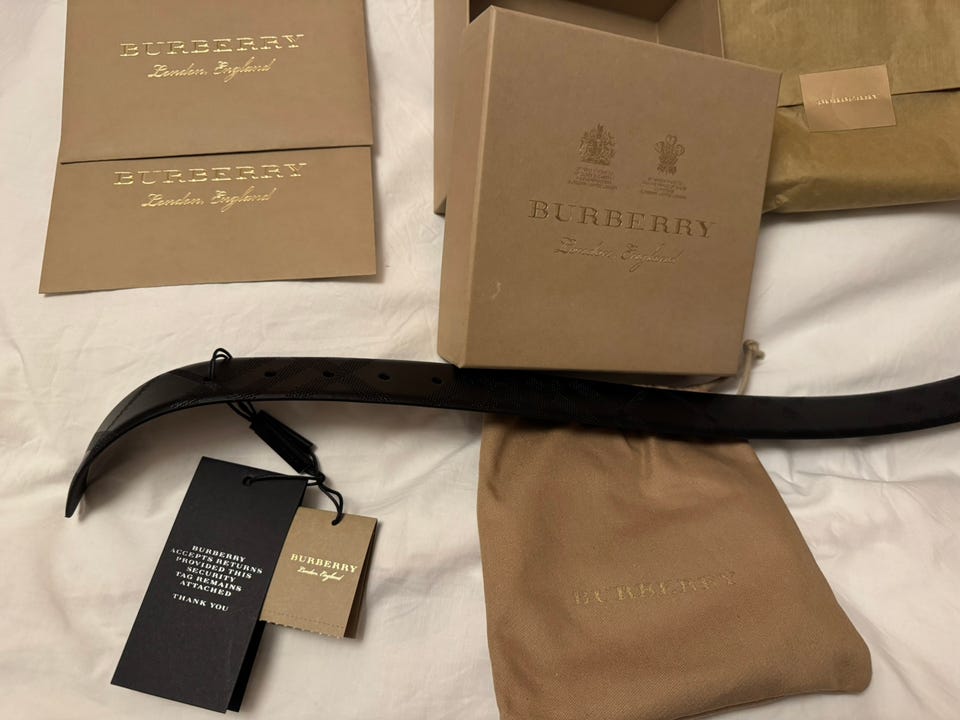 BURBERRY
London, England
BURBERRY
London, England
BURBERRY
London, England
BURBERRY
BURBERRY
ACCEPTS RETURNS
PROVIDED THIS
SECURITY
TAG REMAINS
ATTACHED
THANK YOU
BURBERRY
London, England
BURBERRY